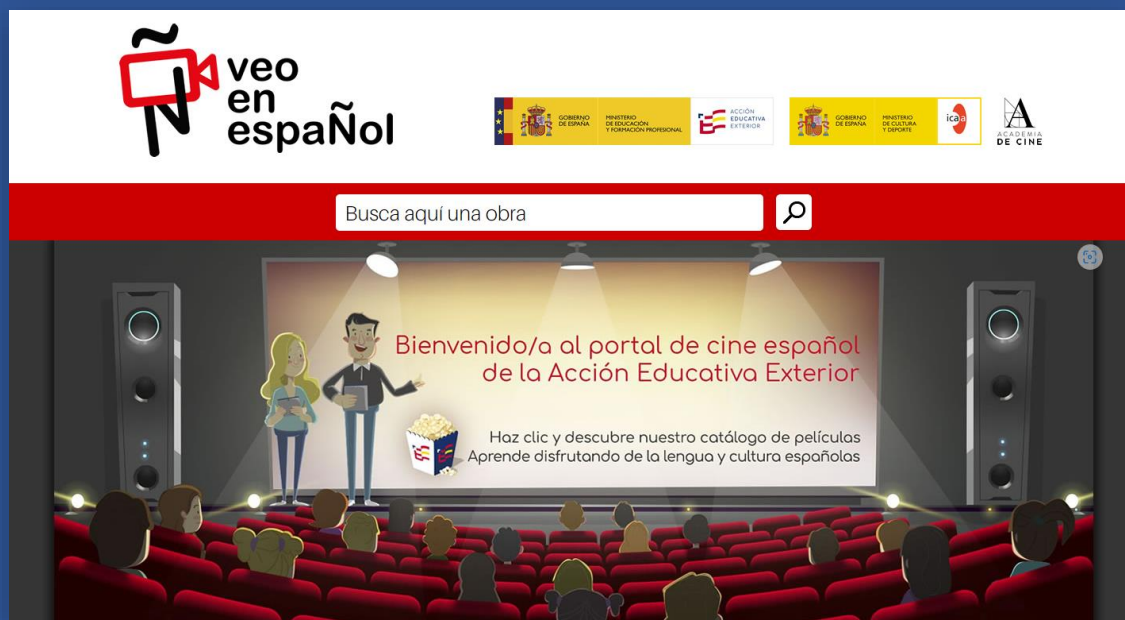 veo
en
espaÑol
GOBIERNO
DE ESPAÑA
MINISTERIO
DE EDUCACIÓN
Y FORMACIÓN PROFESIONAL
ACCIÓN
EDUCATIVA
EXTERIOR
GOBIERNO
DE ESPAÑA
MINISTERIO
DE CULTURA
Y DEPORTE
icaa
A
ACADEMIA
DE CINE
Busca aquí una obra
Bienvenido/a al portal de cine español
de la Acción Educativa Exterior
Haz clic y descubre nuestro catálogo de películas
Aprende disfrutando de la lengua y cultura españolas